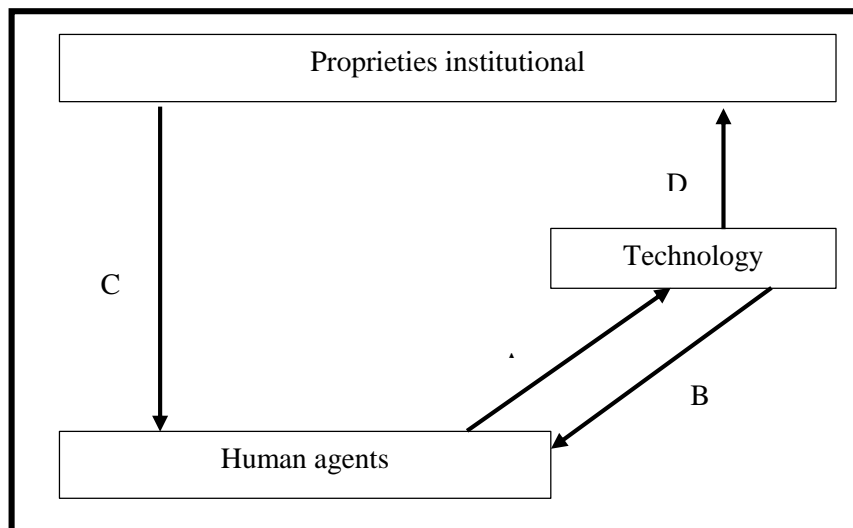 Proprieties institutional
D
Technology
C
B
Human agents